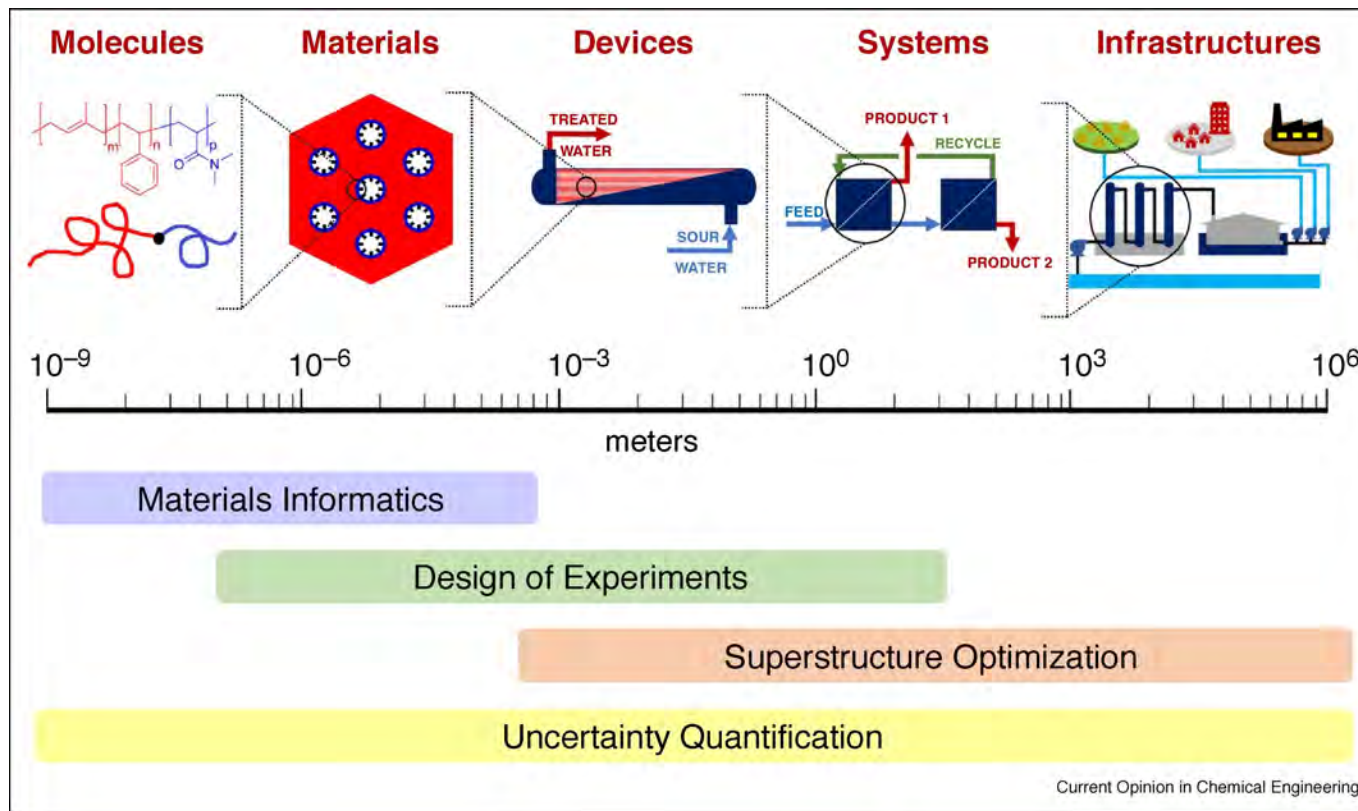 Molecules
Materials
Devices
Systems
Infrastructures
m
n
p
O
N
TREATED
WATER
SOUR
WATER
PRODUCT 1
RECYCLE
FEED
PRODUCT 2
10⁻⁹ 10⁻⁶ 10⁻³ 10⁰ 10³ 10⁶
meters
Materials Informatics
Design of Experiments
Superstructure Optimization
Uncertainty Quantification
Current Opinion in Chemical Engineering